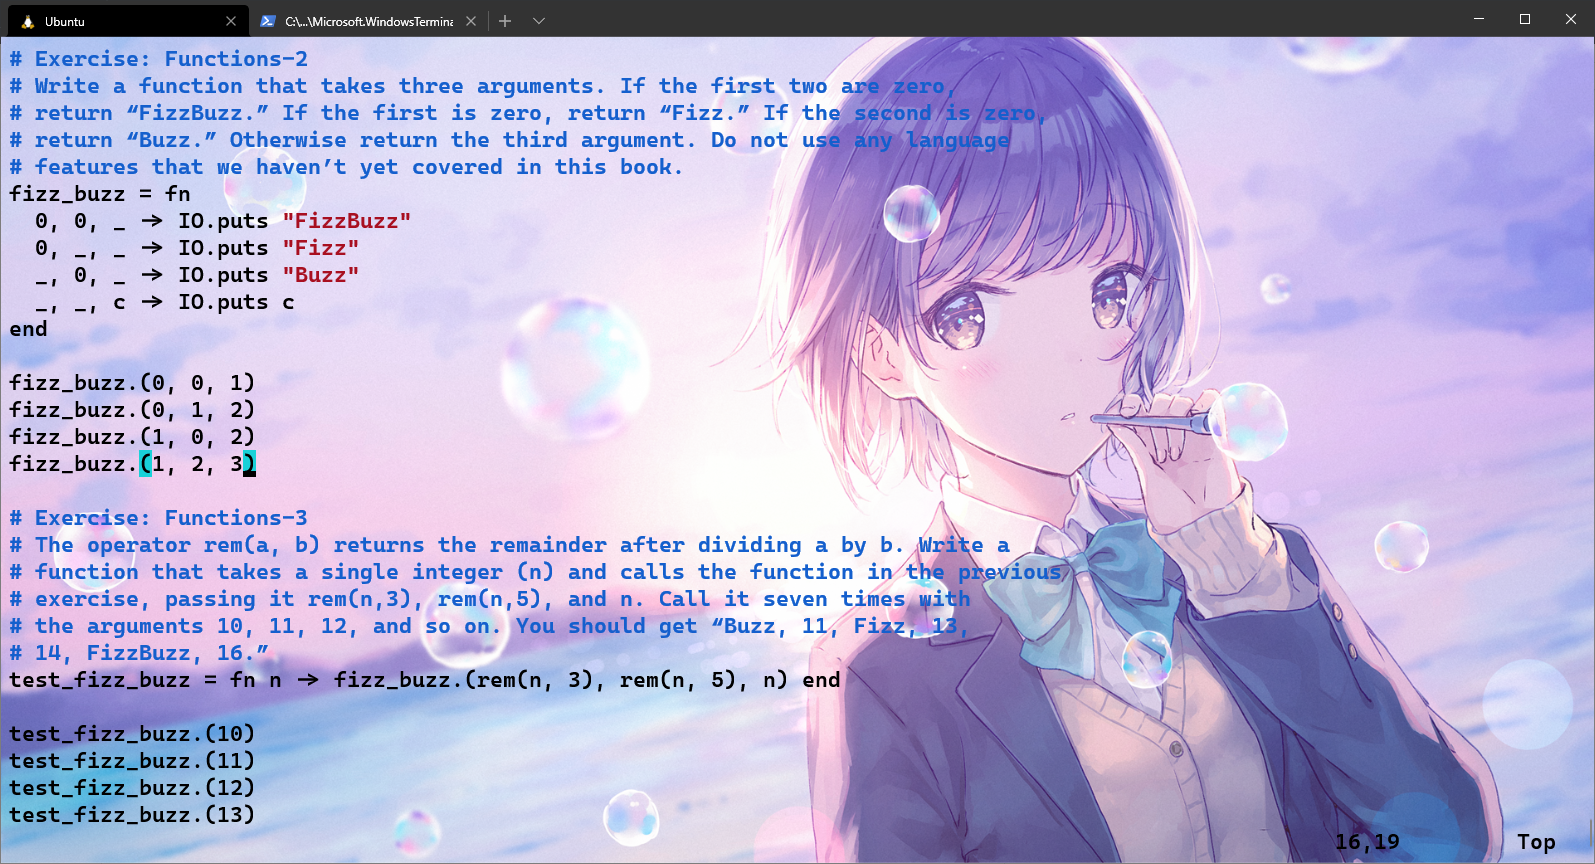 Ubuntu
C:\...\Microsoft.WindowsTermina
# Exercise: Functions-2
# Write a function that takes three arguments. If the first two are zero,
# return “FizzBuzz.” If the first is zero, return “Fizz.” If the second is zero,
# return “Buzz.” Otherwise return the third argument. Do not use any language
# features that we haven’t yet covered in this book.
fizz_buzz = fn
  0, 0, _ -> IO.puts "FizzBuzz"
  0, _, _ -> IO.puts "Fizz"
  _, 0, _ -> IO.puts "Buzz"
  _, _, c -> IO.puts c
end
fizz_buzz.(0, 0, 1)
fizz_buzz.(0, 1, 2)
fizz_buzz.(1, 0, 2)
fizz_buzz.(1, 2, 3)
# Exercise: Functions-3
# The operator rem(a, b) returns the remainder after dividing a by b. Write a
# function that takes a single integer (n) and calls the function in the previous
# exercise, passing it rem(n,3), rem(n,5), and n. Call it seven times with
# the arguments 10, 11, 12, and so on. You should get “Buzz, 11, Fizz, 13,
# 14, FizzBuzz, 16.”
test_fizz_buzz = fn n -> fizz_buzz.(rem(n, 3), rem(n, 5), n) end
test_fizz_buzz.(10)
test_fizz_buzz.(11)
test_fizz_buzz.(12)
test_fizz_buzz.(13)
16,19 Top